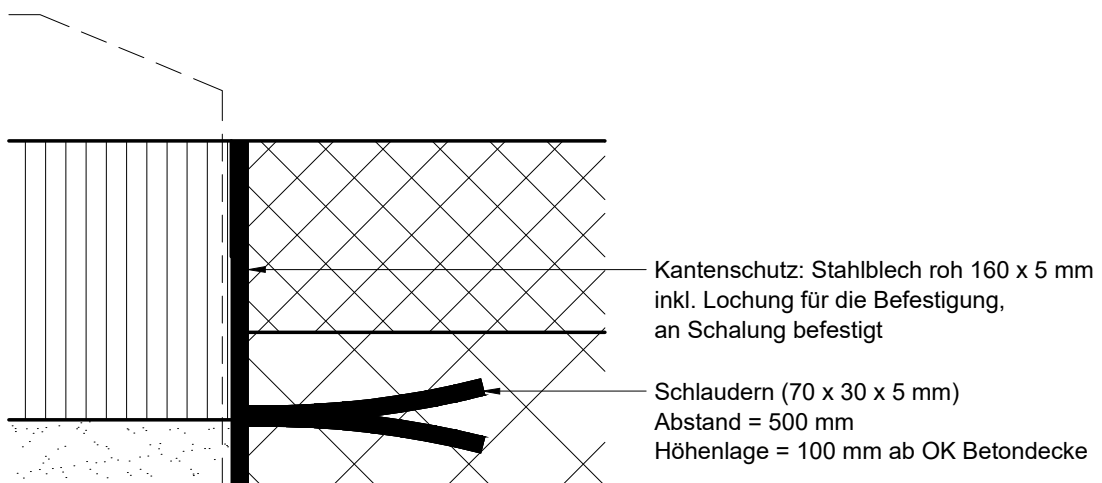 Kantenschutz: Stahlblech roh 160 x 5 mm
inkl. Lochung für die Befestigung,
an Schalung befestigt
Schlaudern (70 x 30 x 5 mm)
Abstand = 500 mm
Höhenlage = 100 mm ab OK Betondecke